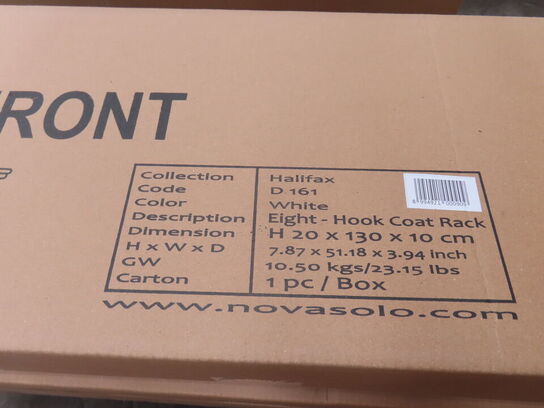 FRONT
Collection Halifax
Code D 161
Color White
Description Eight - Hook Coat Rack
Dimension H 20 x 130 x 10 cm
H x W x D 7.87 x 51.18 x 3.94 inch
GW 10.50 kgs/23.15 lbs
Carton 1 pc / Box
www.novasolo.com